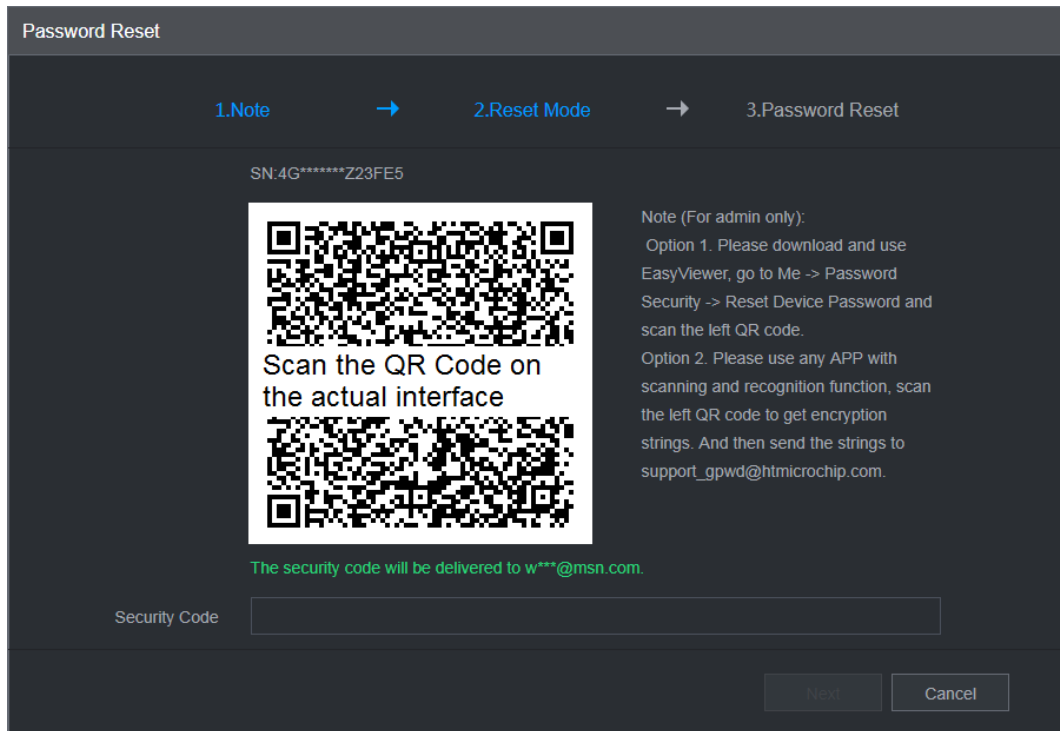 Password Reset
1.Note → 2.Reset Mode → 3.Password Reset
SN:4G*******Z23FE5
Scan the QR Code on
the actual interface
Note (For admin only):
Option 1. Please download and use
EasyViewer, go to Me -> Password
Security -> Reset Device Password and
scan the left QR code.
Option 2. Please use any APP with
scanning and recognition function, scan
the left QR code to get encryption
strings. And then send the strings to
support_gpwd@htmicrochip.com.
The security code will be delivered to w***@msn.com.
Security Code
Next Cancel